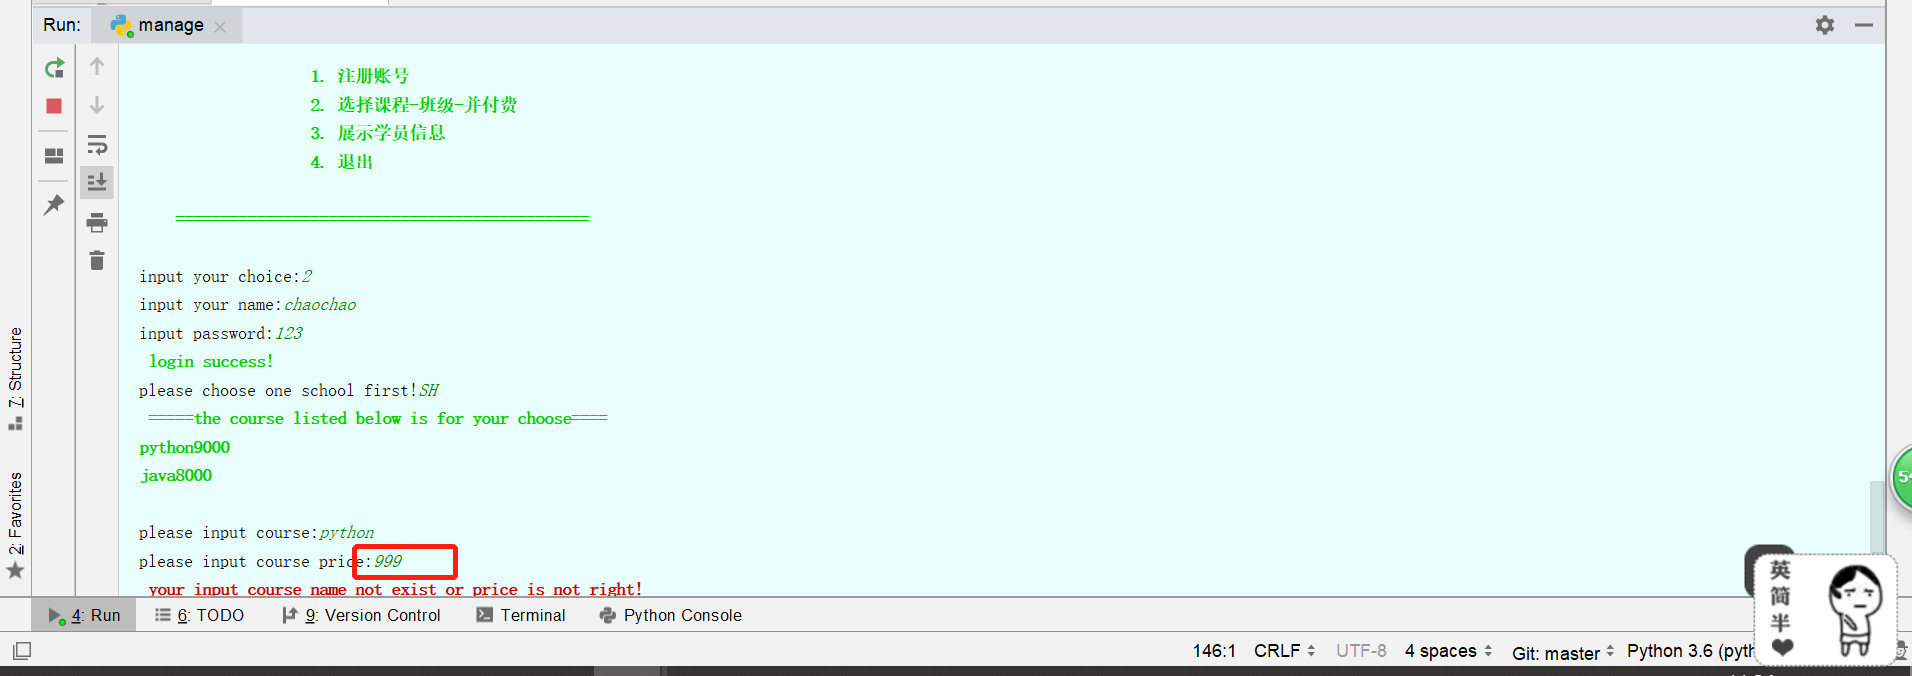 Run: manage
1. 注册账号
2. 选择课程-班级-并付费
3. 展示学员信息
4. 退出
==============================================
input your choice:2
input your name:chaochao
input password:123
login success!
please choose one school first!SH
=====the course listed below is for your choose====
python9000
java8000
please input course:python
please input course price:999
your input course name not exist or price is not right!
7: Structure
2: Favorites
4: Run 6: TODO 9: Version Control Terminal Python Console
146:1 CRLF UTF-8 4 spaces Git: master Python 3.6
英
简
半